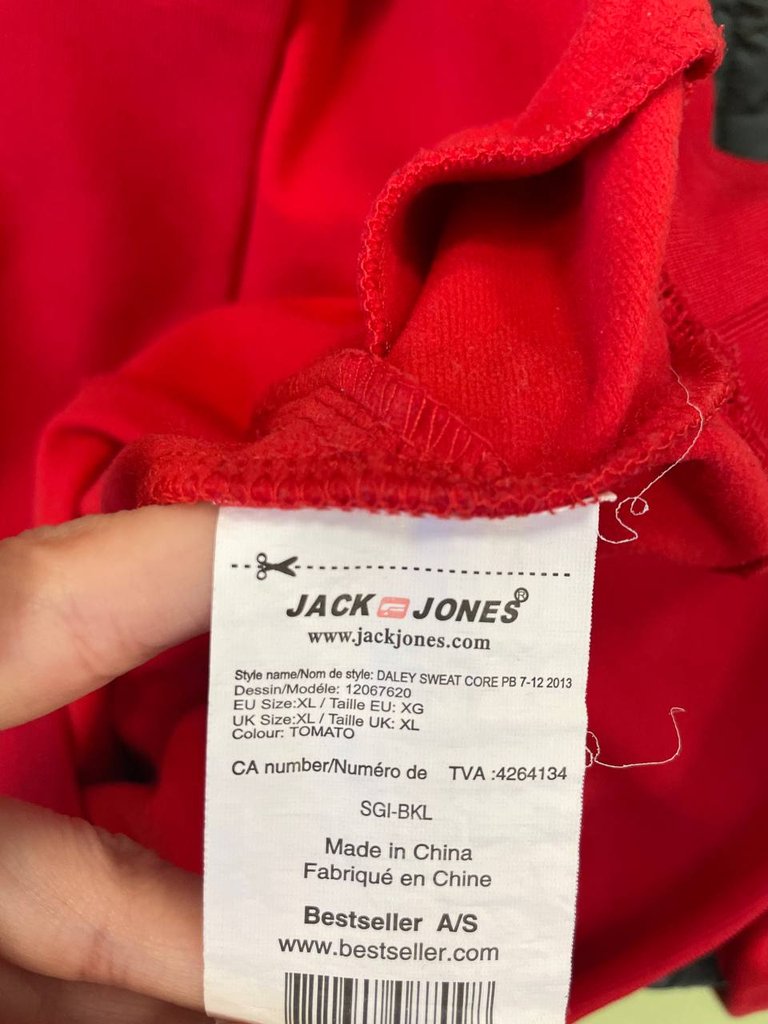 JACK JONES®
www.jackjones.com
Style name/Nom de style: DALEY SWEAT CORE PB 7-12 2013
Dessin/Modéle: 12067620
EU Size:XL / Taille EU: XG
UK Size:XL / Taille UK: XL
Colour: TOMATO
CA number/Numéro de TVA :4264134
SGI-BKL
Made in China
Fabriqué en Chine
Bestseller A/S
www.bestseller.com